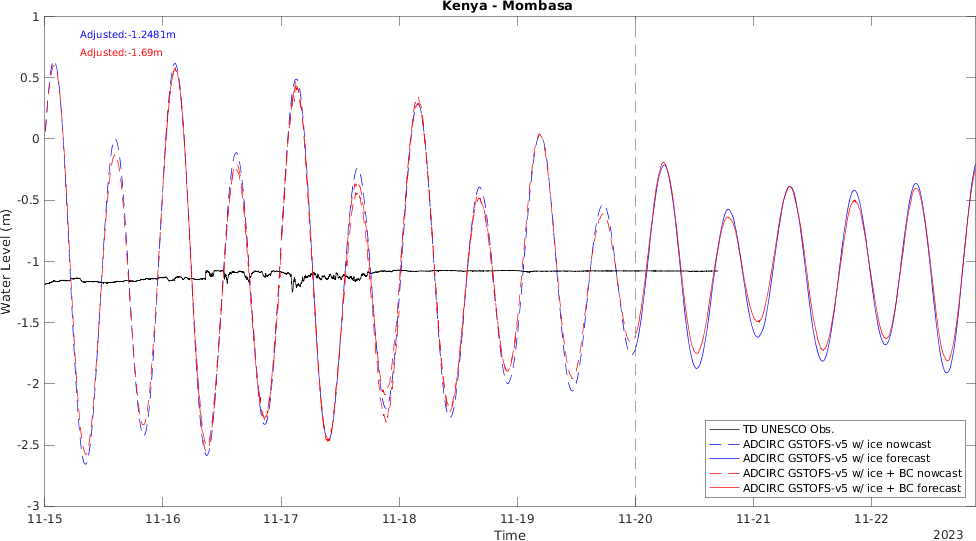 Kenya - Mombasa
Adjusted:-1.2481m
Adjusted:-1.69m
1
0.5
0
-0.5
-1
-1.5
-2
-2.5
-3
Water Level (m)
11-15 11-16 11-17 11-18 11-19 11-20 11-21 11-22
Time
2023
TD UNESCO Obs.
ADCIRC GSTOFS-v5 w/ ice nowcast
ADCIRC GSTOFS-v5 w/ ice forecast
ADCIRC GSTOFS-v5 w/ ice + BC nowcast
ADCIRC GSTOFS-v5 w/ ice + BC forecast